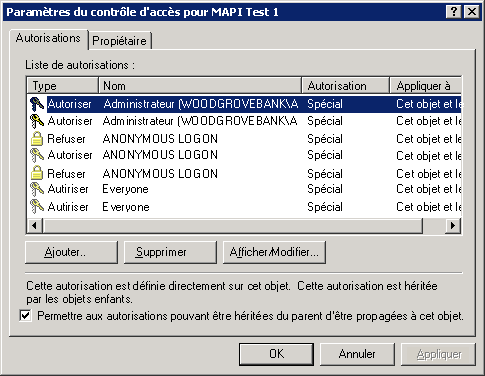 Paramètres du contrôle d'accès pour MAPI Test 1
Autorisations Propriétaire
Liste de autorisations :
Type Nom Autorisation Appliquer à
Autoriser Administrateur (WOODGROVEBANK\A Spécial Cet objet et le
Autoriser Administrateur (WOODGROVEBANK\A Spécial Cet objet et le
Refuser ANONYMOUS LOGON Spécial Cet objet et le
Autoriser ANONYMOUS LOGON Spécial Cet objet et le
Refuser ANONYMOUS LOGON Spécial Cet objet et le
Autiriser Everyone Spécial Cet objet et le
Autiriser Everyone Spécial Cet objet et le
Ajouter.. Supprimer Afficher/Modifier...
Cette autorisation est définie directement sur cet objet. Cette autorisation est héritée
par les objets enfants.
Permettre aux autorisations pouvant être héritées du parent d'être propagées à cet objet.
OK Annuler Appliquer